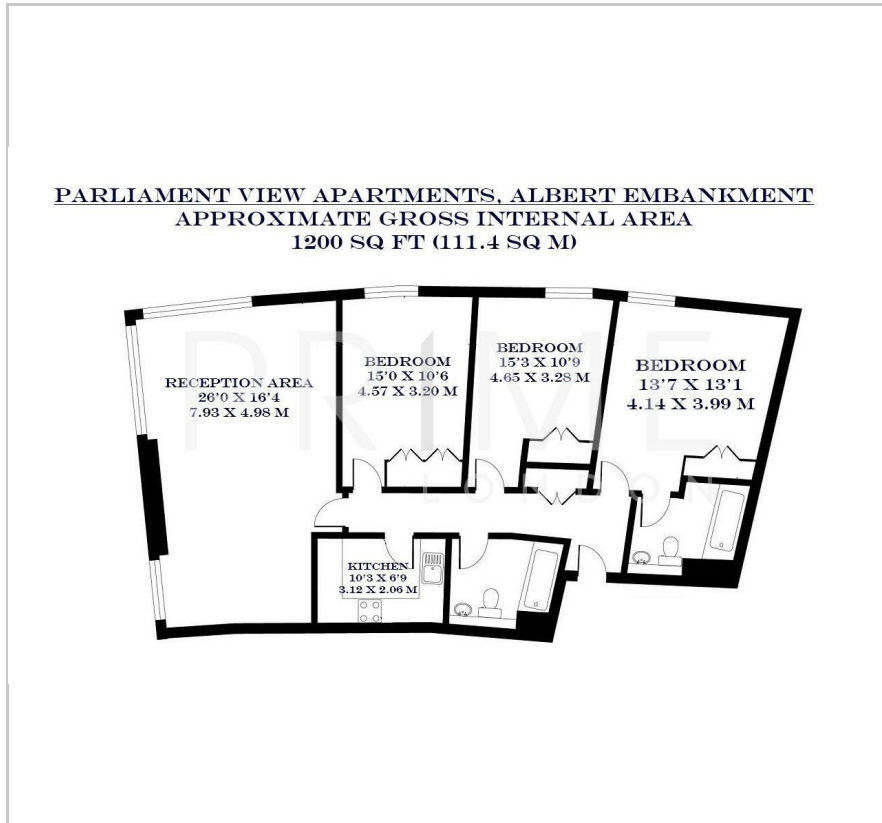 PARLIAMENT VIEW APARTMENTS, ALBERT EMBANKMENT
APPROXIMATE GROSS INTERNAL AREA
1200 SQ FT (111.4 SQ M)
RECEPTION AREA
26'0 X 16'4
7.93 X 4.98 M
BEDROOM
15'0 X 10'6
4.57 X 3.20 M
BEDROOM
15'3 X 10'9
4.65 X 3.28 M
BEDROOM
13'7 X 13'1
4.14 X 3.99 M
KITCHEN
10'3 X 6'9
3.12 X 2.06 M
PRIME
LONDON